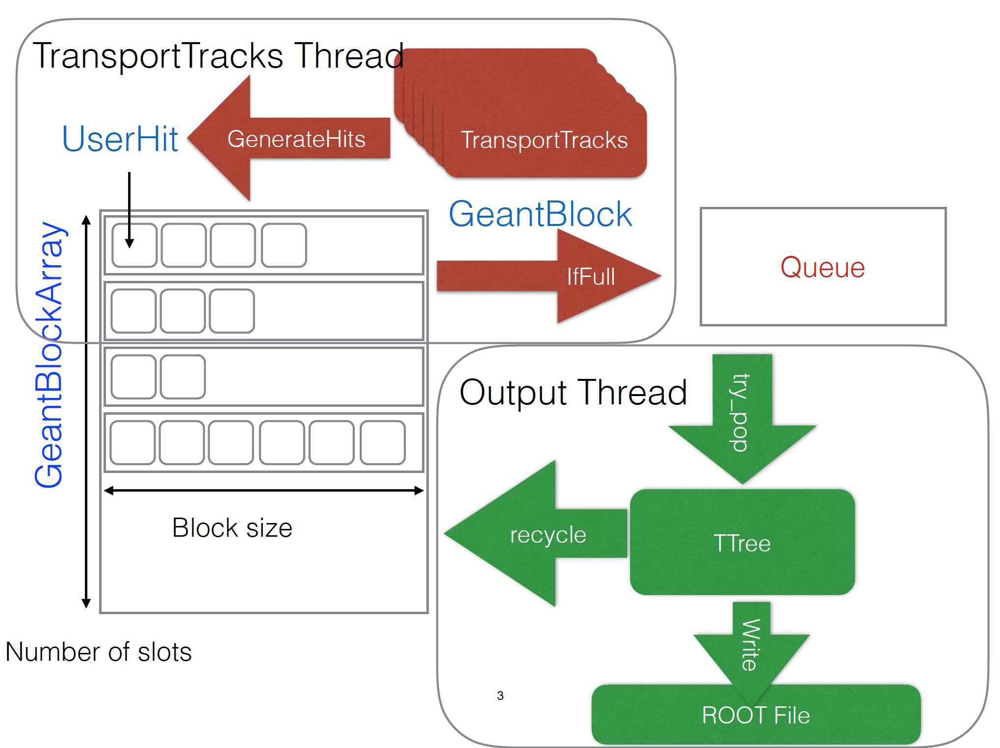 TransportTracks Thread
UserHit
GenerateHits
TransportTracks
GeantBlock
GeantBlockArray
IfFull
Queue
Output Thread
try_pop
Block size
recycle
TTree
Write
Number of slots
3
ROOT File